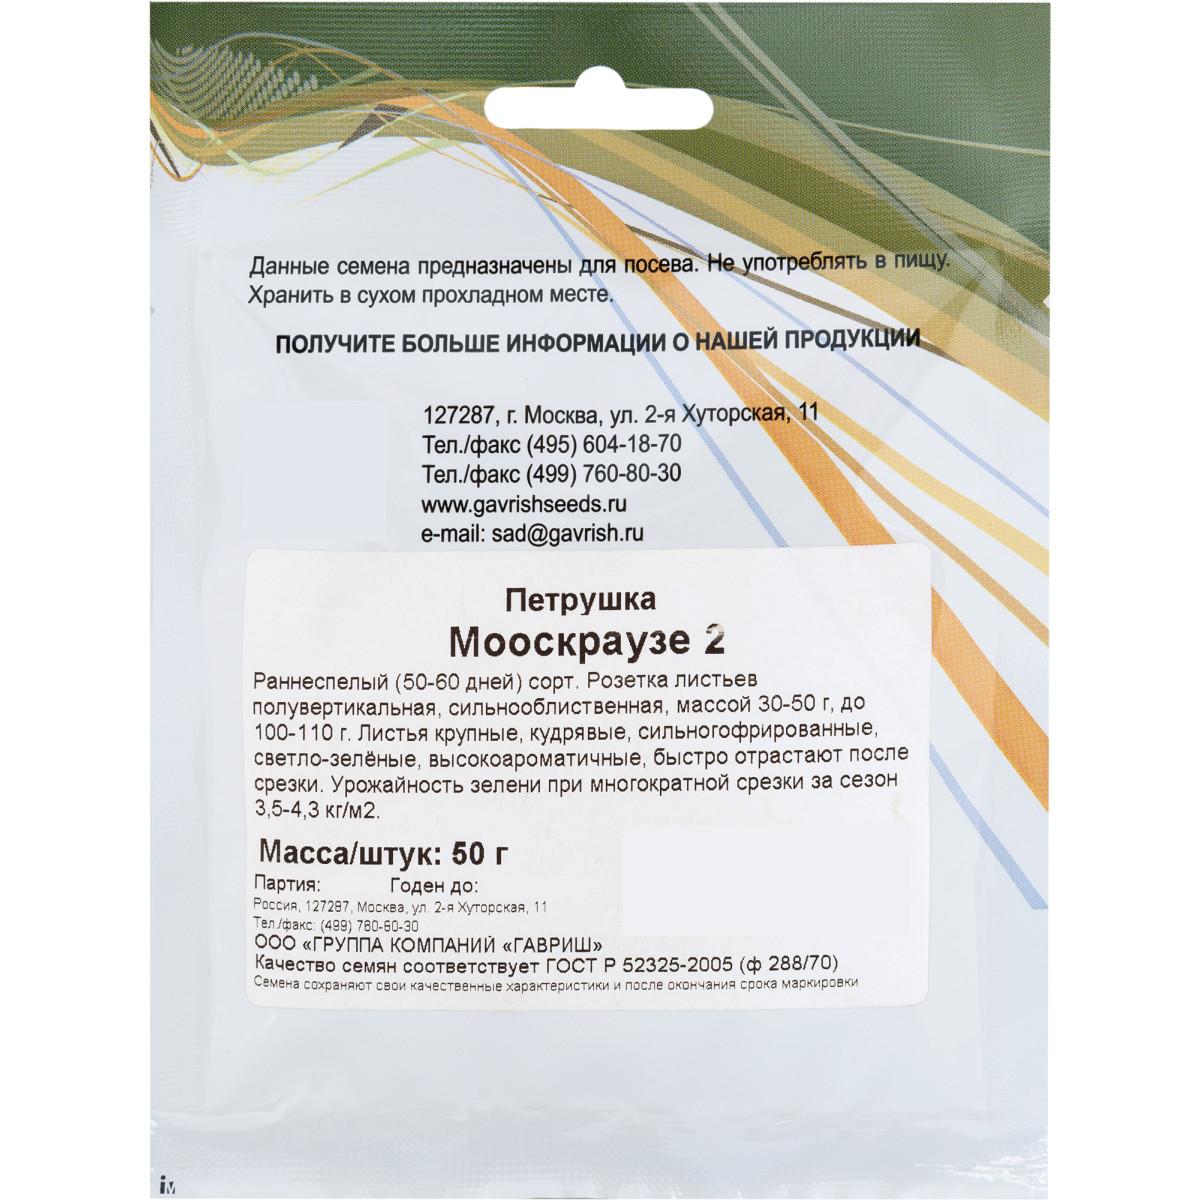 Данные семена предназначены для посева. Не употреблять в пищу.
Хранить в сухом прохладном месте.
ПОЛУЧИТЕ БОЛЬШЕ ИНФОРМАЦИИ О НАШЕЙ ПРОДУКЦИИ
127287, г. Москва, ул. 2-я Хуторская, 11
Тел./факс (495) 604-18-70
Тел./факс (499) 760-80-30
www.gavrishseeds.ru
e-mail: sad@gavrish.ru
Петрушка
Мооскраузе 2
Раннеспелый (50-60 дней) сорт. Розетка листьев
полувертикальная, сильнооблиственная, массой 30-50 г, до
100-110 г. Листья крупные, кудрявые, сильногофрированные,
светло-зелёные, высокоароматичные, быстро отрастают после
срезки. Урожайность зелени при многократной срезки за сезон
3,5-4,3 кг/м2.
Масса/штук: 50 г
Партия: Годен до:
Россия, 127287, Москва, ул. 2-я Хуторская, 11
Тел./факс: (499) 760-80-30
ООО «ГРУППА КОМПАНИЙ «ГАВРИШ»
Качество семян соответствует ГОСТ Р 52325-2005 (ф 288/70)
Семена сохраняют свои качественные характеристики и после окончания срока маркировки